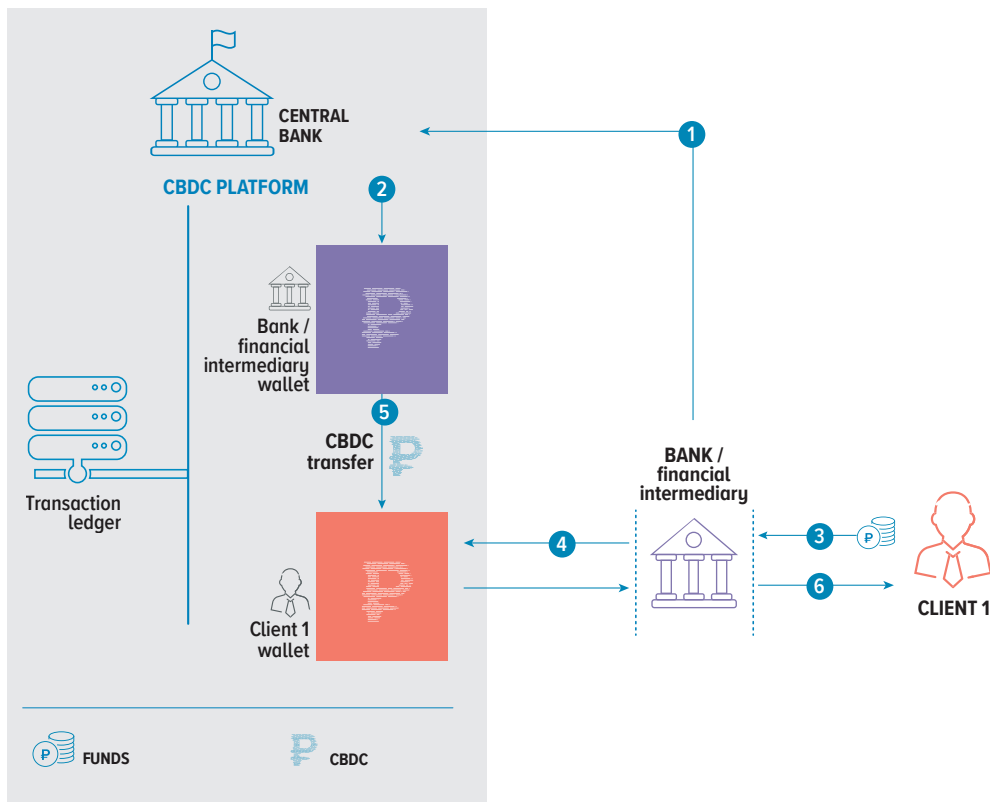 CENTRAL
BANK
1
CBDC PLATFORM
2
Bank /
financial
intermediary
wallet
5
CBDC
transfer
Transaction
ledger
BANK /
financial
intermediary
4
3
₽
6
CLIENT 1
Client 1
wallet
₽
FUNDS
CBDC